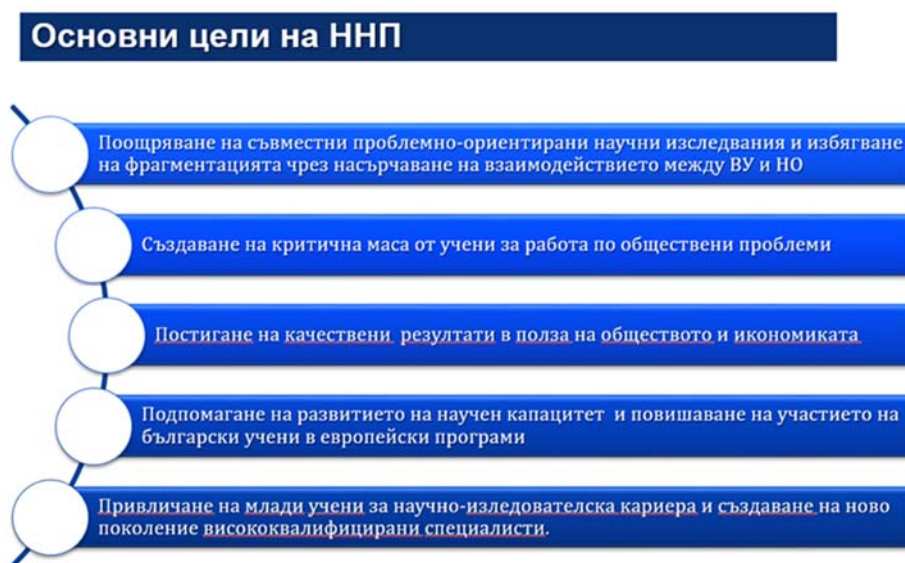 Основни цели на ННП
Поощряване на съвместни проблемно-ориентирани научни изследвания и избягване
на фрагментацията чрез насърчаване на взаимодействието между ВУ и НО
Създаване на критична маса от учени за работа по обществени проблеми
Постигане на качествени резултати в полза на обществото и икономиката
Подпомагане на развитието на научен капацитет и повишаване на участието на
български учени в европейски програми
Привличане на млади учени за научно-изледователска кариера и създаване на ново
поколение висококвалифицирани специалисти.